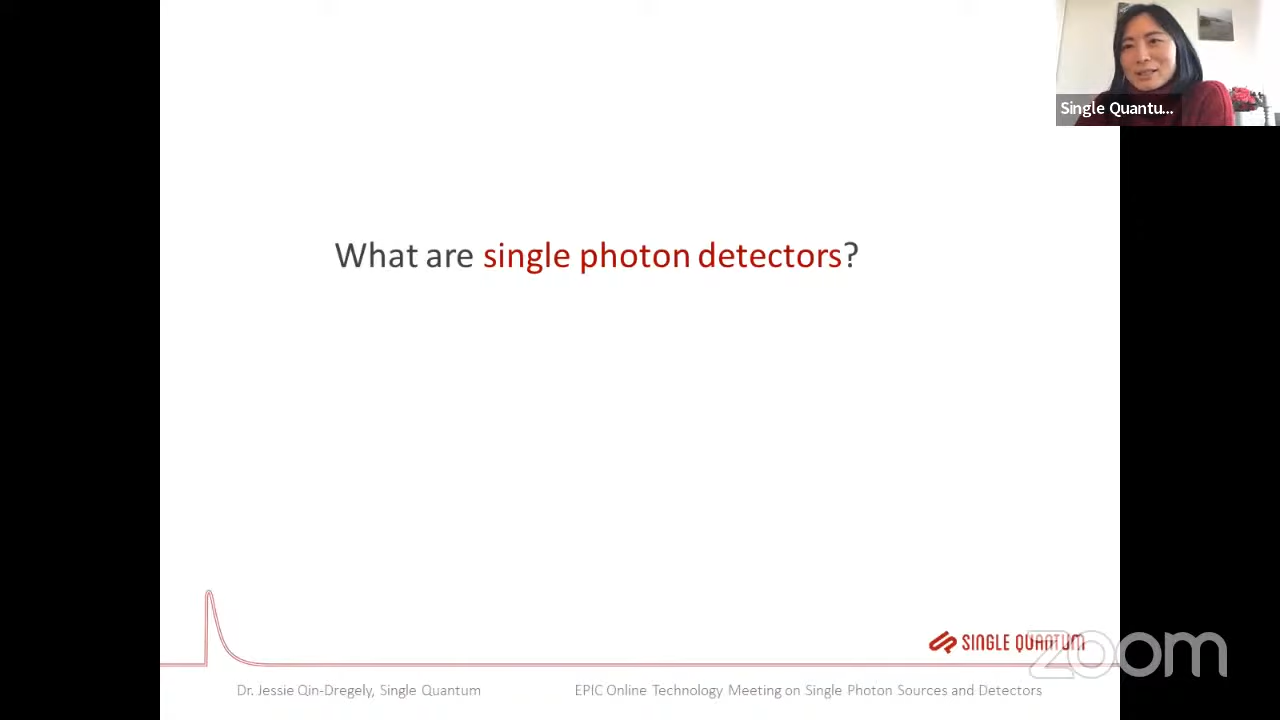 Single Quantu...
What are single photon detectors?
SINGLE QUANTUM
zoom
Dr. Jessie Qin-Dregely, Single Quantum
EPIC Online Technology Meeting on Single Photon Sources and Detectors